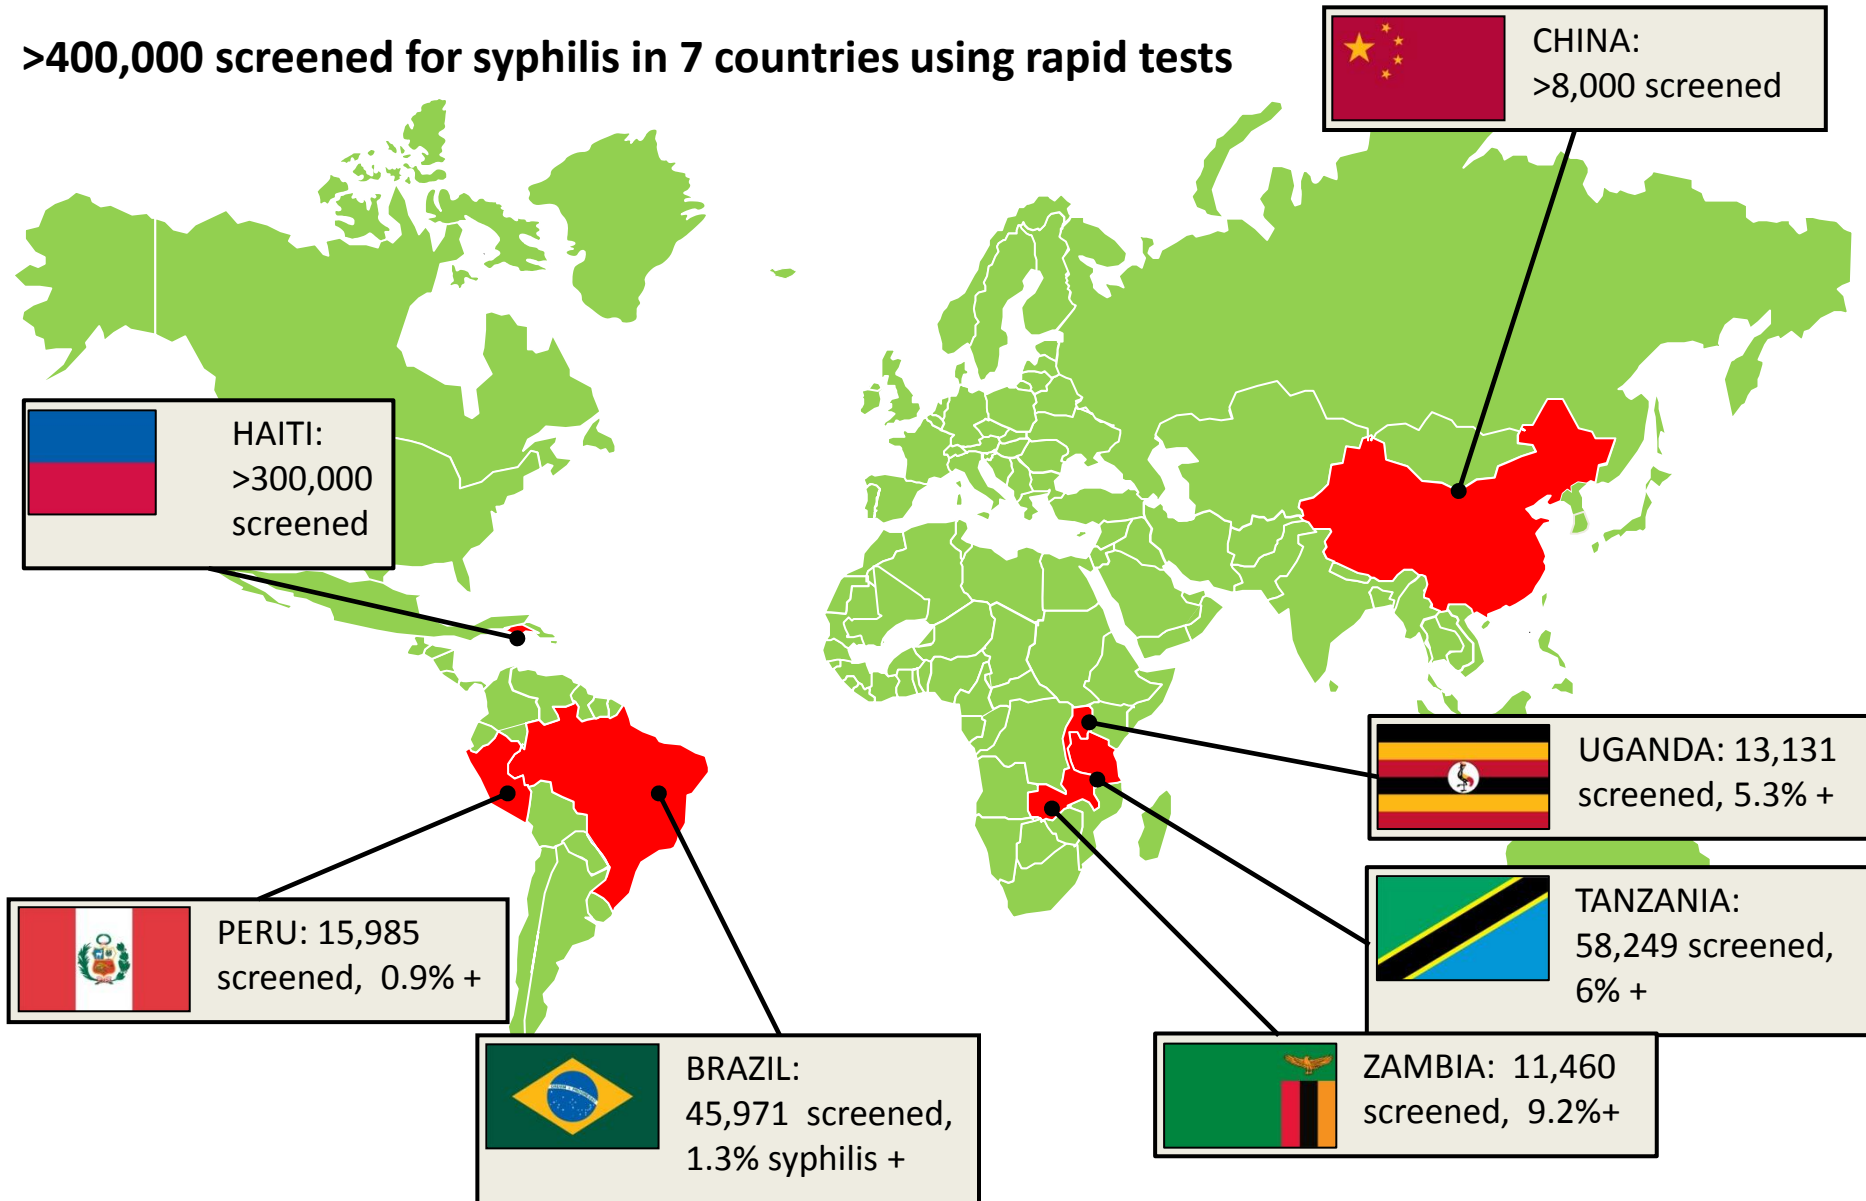 >400,000 screened for syphilis in 7 countries using rapid tests
CHINA:
>8,000 screened
HAITI:
>300,000
screened
UGANDA: 13,131
screened, 5.3% +
TANZANIA:
58,249 screened,
6% +
PERU: 15,985
screened, 0.9% +
BRAZIL:
45,971 screened,
1.3% syphilis +
ZAMBIA: 11,460
screened, 9.2%+